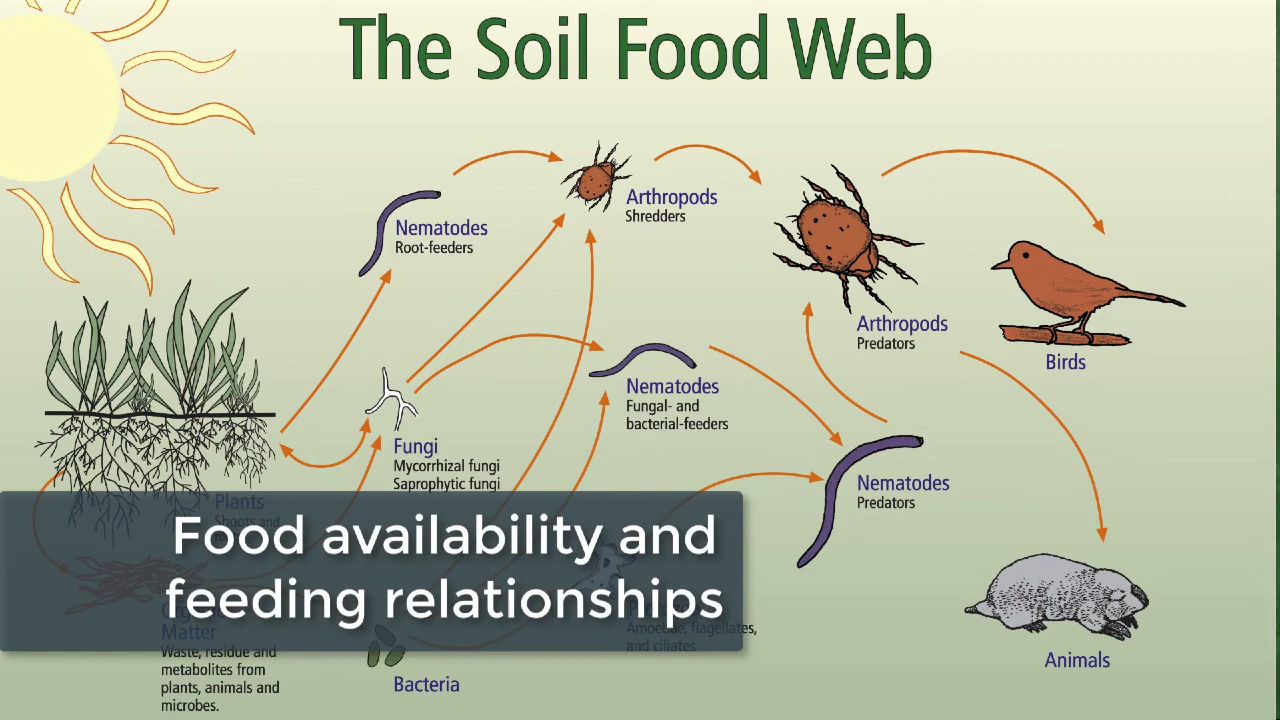 The Soil Food Web
Arthropods
Shredders
Nematodes
Root-feeders
Arthropods
Predators
Birds
Nematodes
Fungal- and
bacterial-feeders
Fungi
Mycorrhizal fungi
Saprophytic fungi
Nematodes
Predators
Plants
Shoots and
Food availability and
feeding relationships
Matter
Amoebae, flagellates,
and ciliates
Waste, residue and
metabolites from
plants, animals and
microbes.
Bacteria
Animals